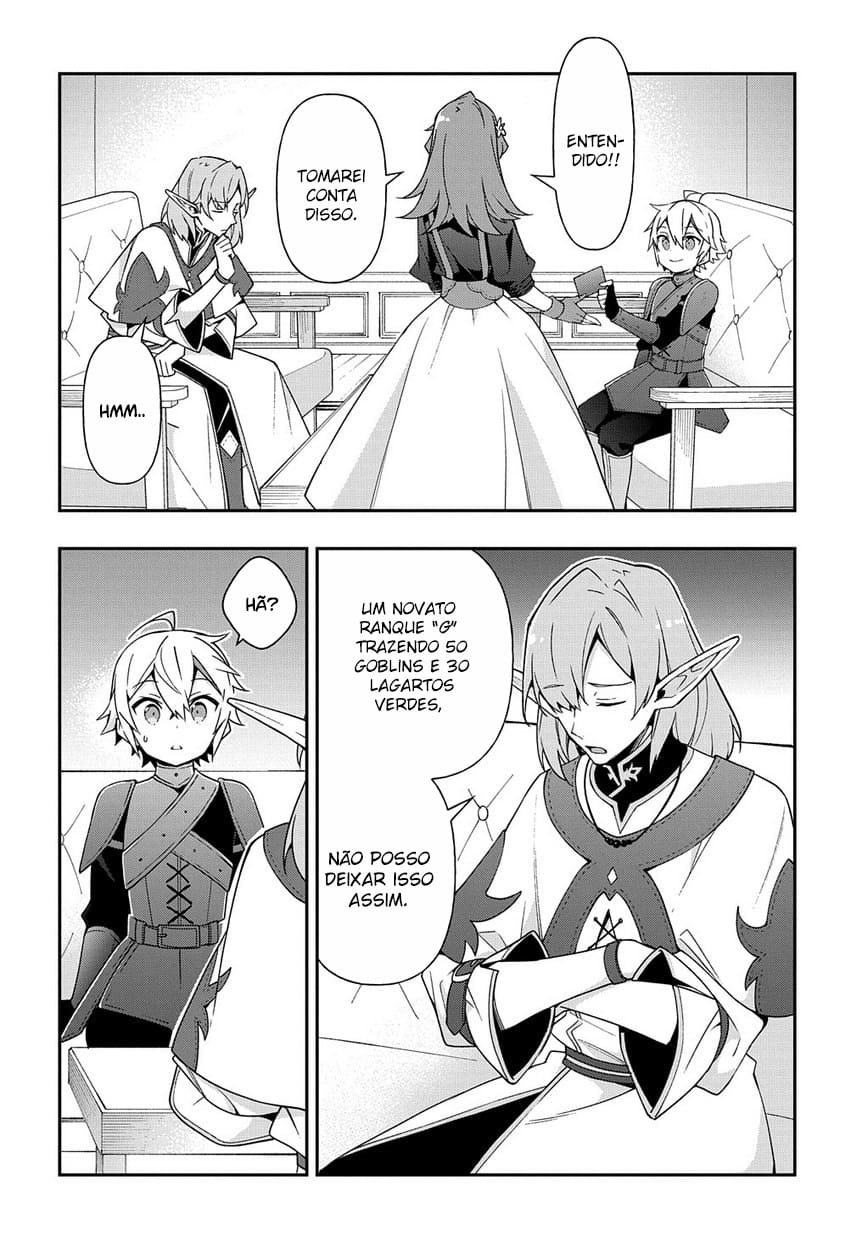 ENTEN-
DIDO!!
TOMAREI
CONTA
DISSO.
HMM..
UM NOVATO
RANQUE "G"
TRAZENDO 50
GOBLINS E 30
LAGARTOS
VERDES,
NÃO POSSO
DEIXAR ISSO
ASSIM.
HÃ?